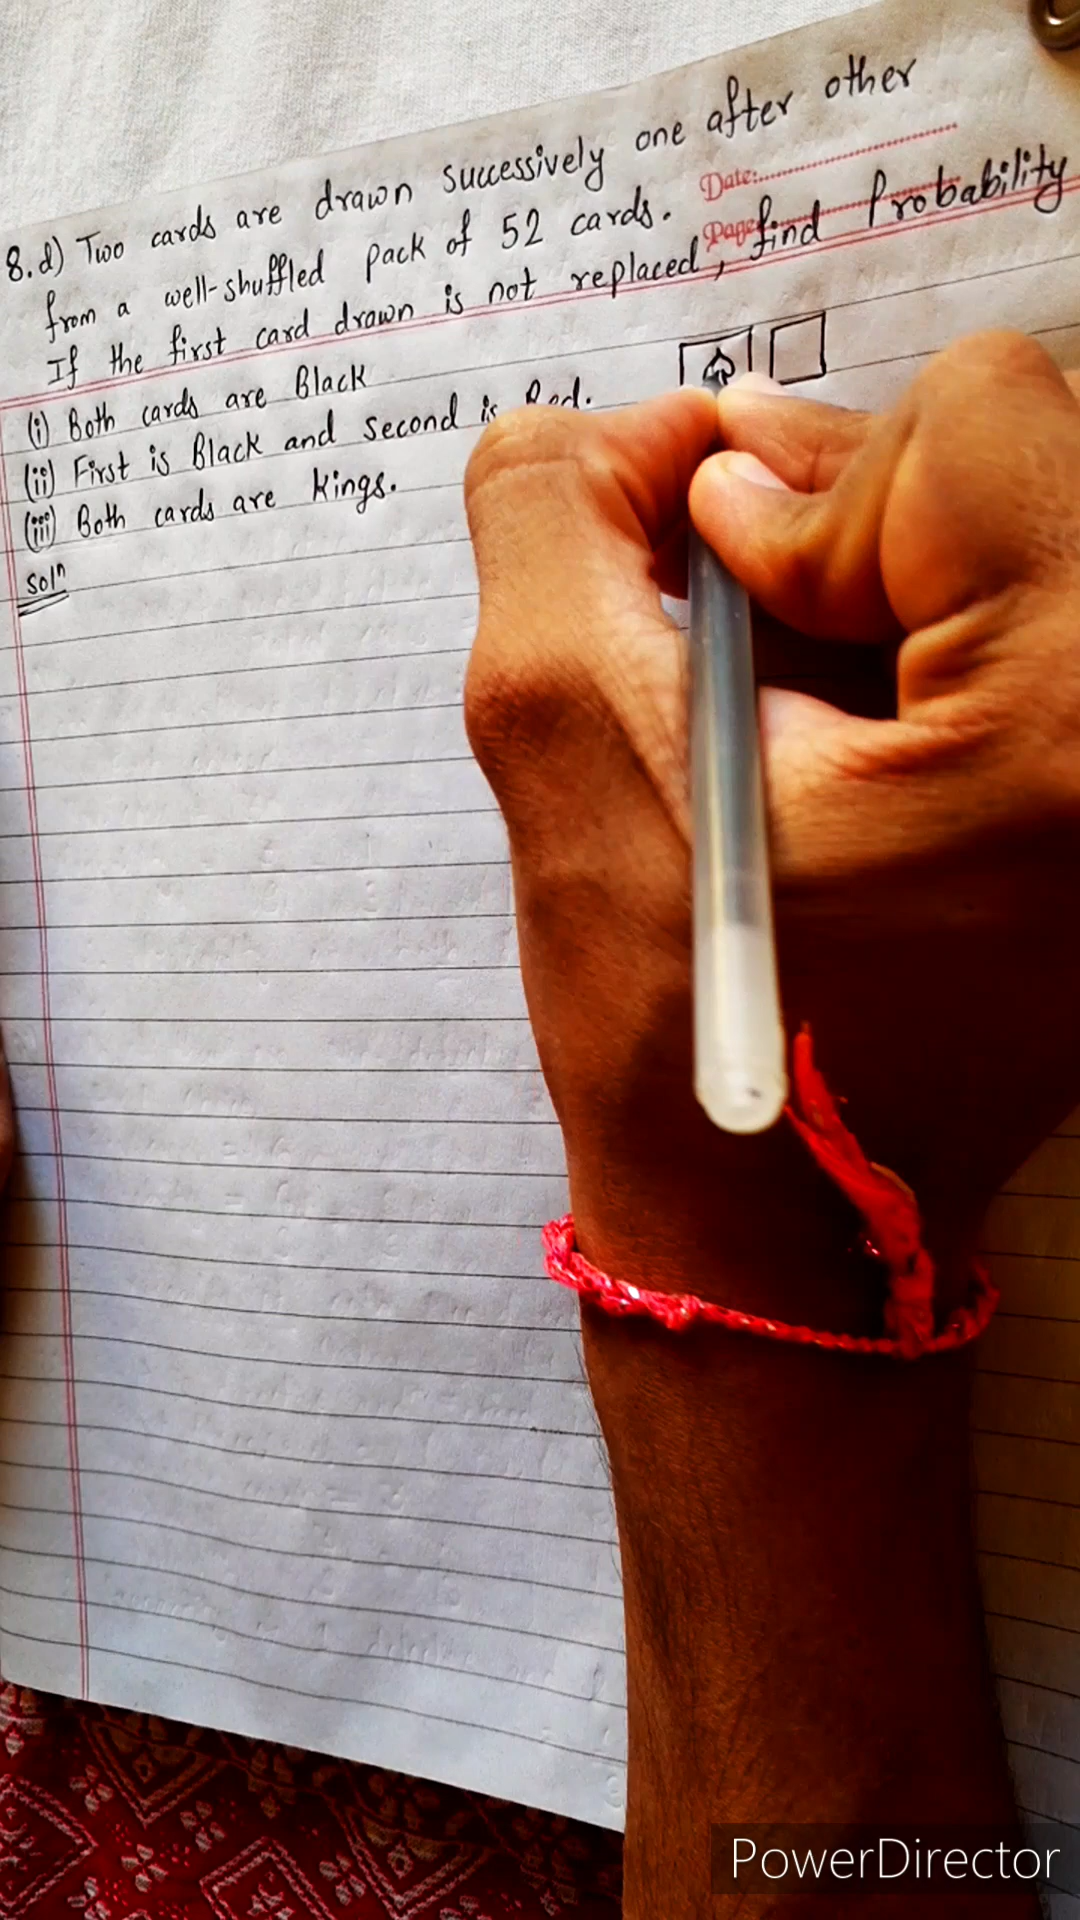 Date:
Page:
8.d) Two cards are drawn successively one after other
from a well-shuffled pack of 52 cards.
If the first card drawn is not replaced, find Probability
(i) Both cards are Black
(ii) First is Black and second is Red.
(iii) Both cards are kings.
Solⁿ
PowerDirector